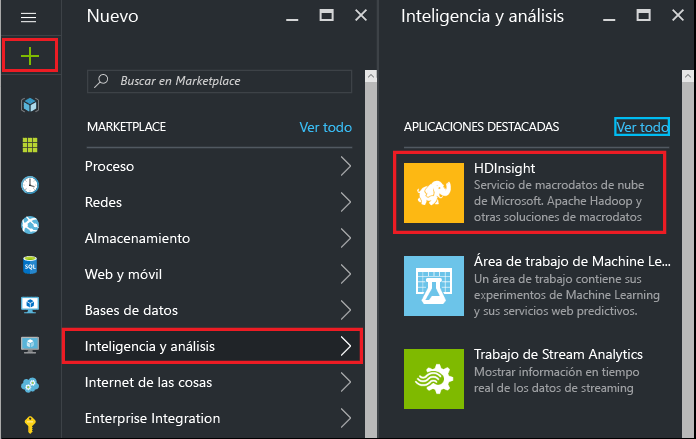 Nuevo
Buscar en Marketplace
MARKETPLACE
Ver todo
Proceso
Redes
Almacenamiento
Web y móvil
Bases de datos
Inteligencia y análisis
Internet de las cosas
Enterprise Integration
Inteligencia y análisis
APLICACIONES DESTACADAS
Ver todo
HDInsight
Servicio de macrodatos de nube
de Microsoft. Apache Hadoop y
otras soluciones de macrodatos
Área de trabajo de Machine Le...
Un área de trabajo contiene sus
experimentos de Machine Learning
y sus servicios web predictivos.
Trabajo de Stream Analytics
Mostrar información en tiempo
real de los datos de streaming
SQL